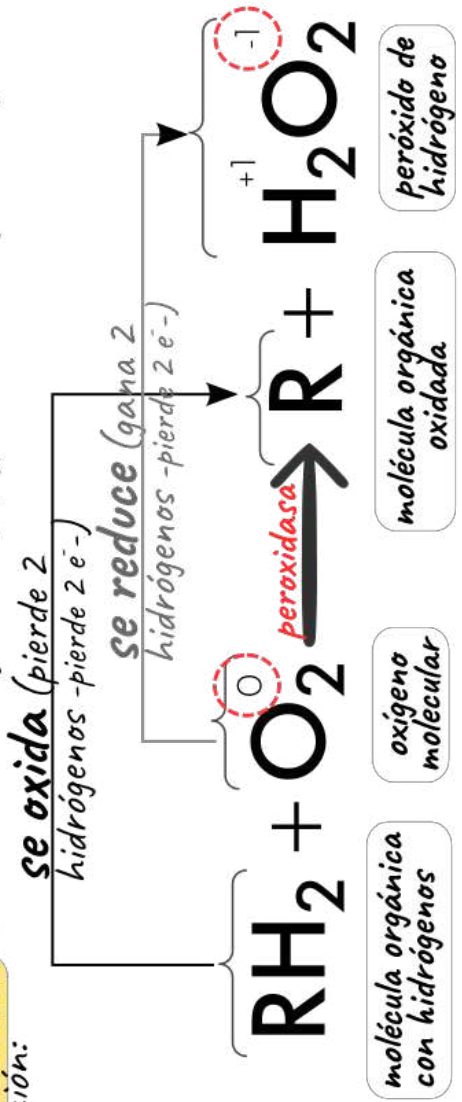 ión:
se oxida (pierde 2
hidrógenos -pierde 2 e⁻-)
se reduce (gana 2
hidrógenos -pierde 2 e⁻-)
RH₂ + O₂ peroxidasa R + H₂O₂
0
+1 -1
molécula orgánica
con hidrógenos
oxígeno
molecular
molécula orgánica
oxidada
peróxido de
hidrógeno